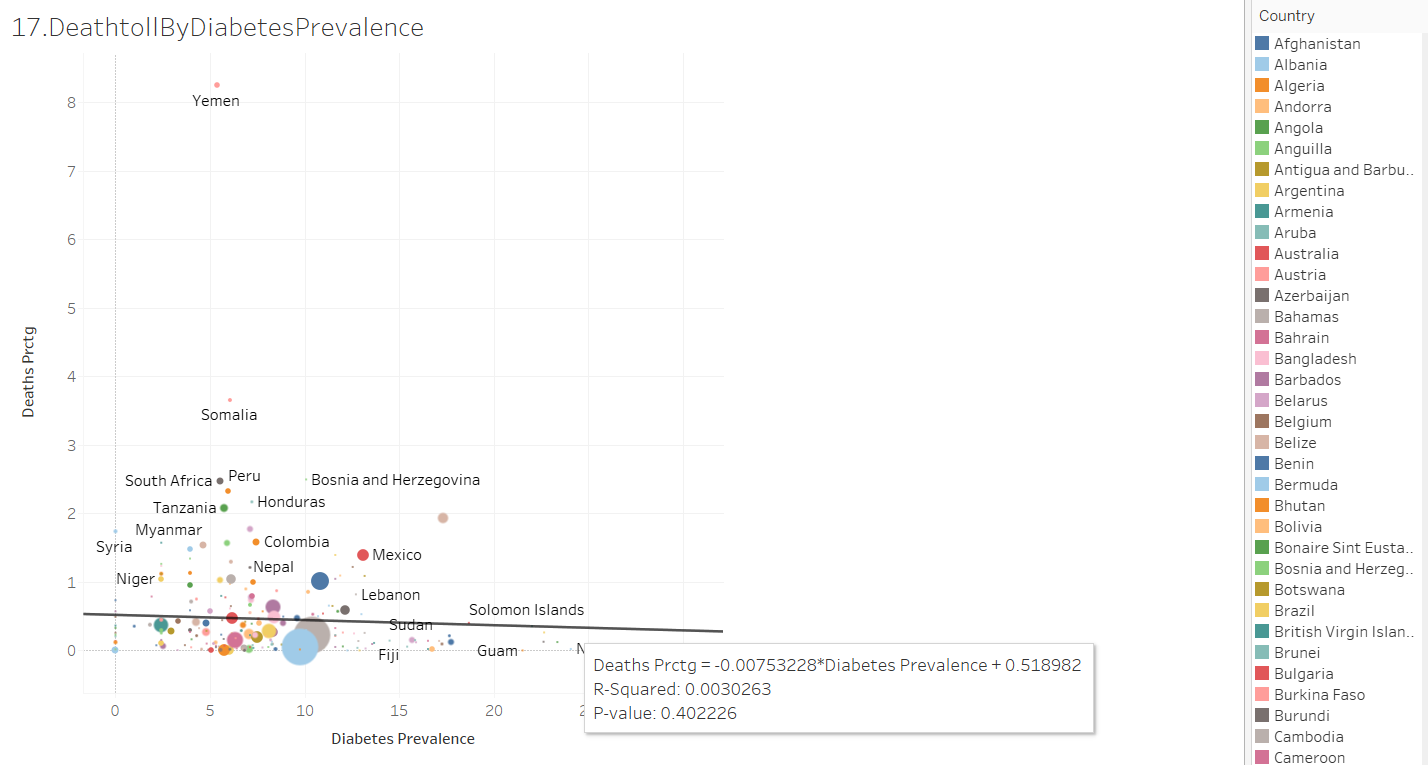 17.DeathtollByDiabetesPrevalence
Country
Afghanistan
Albania
Algeria
Andorra
Angola
Anguilla
Antigua and Barbu..
Argentina
Armenia
Aruba
Australia
Austria
Azerbaijan
Bahamas
Bahrain
Bangladesh
Barbados
Belarus
Belgium
Belize
Benin
Bermuda
Bhutan
Bolivia
Bonaire Sint Eusta..
Bosnia and Herzeg..
Botswana
Brazil
British Virgin Islan..
Brunei
Bulgaria
Burkina Faso
Burundi
Cambodia
Cameroon
Deaths Prctg
8
7
6
5
4
3
2
1
0
Yemen
Somalia
South Africa
Peru
Bosnia and Herzegovina
Tanzania
Honduras
Myanmar
Syria
Colombia
Mexico
Niger
Nepal
Lebanon
Solomon Islands
Sudan
Fiji
Guam
N
Deaths Prctg = -0.00753228*Diabetes Prevalence + 0.518982
R-Squared: 0.0030263
P-value: 0.402226
0
5
10
15
20
2
Diabetes Prevalence